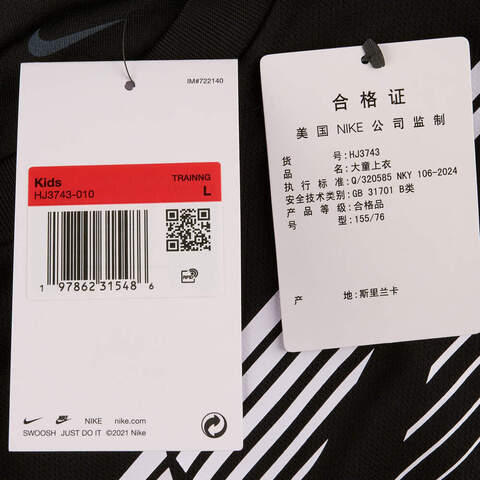 IM#722140
Kids TRAINNG
HJ3743-010 L
1 97862 31548 6
RFID
NIKE nike.com
SWOOSH JUST DO IT ©2021 Nike
合格证
美国 NIKE 公司监制
货 号:HJ3743
品 名:大童上衣
执行标准:Q/320585 NKY 106-2024
安全技术类别:GB 31701 B类
产品等级:合格品
号 型:155/76
产 地:斯里兰卡